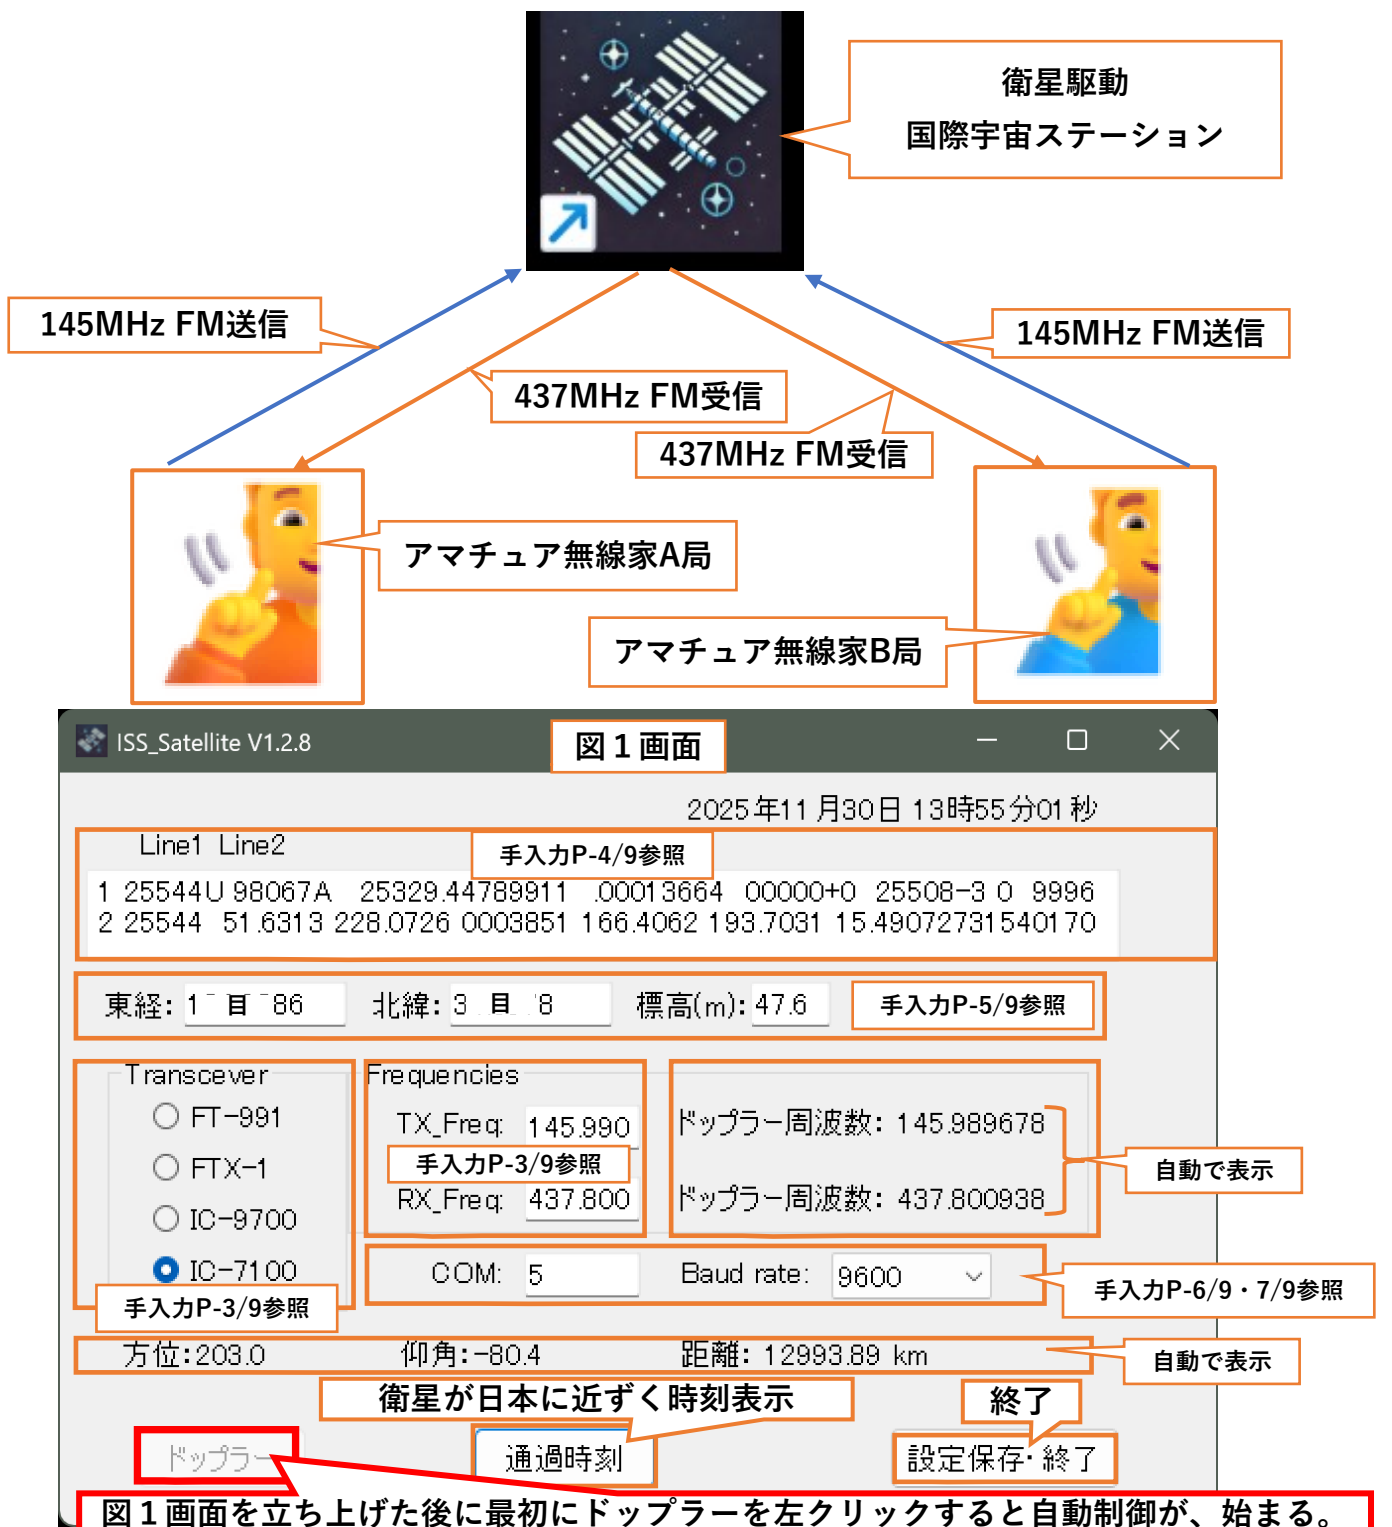 衛星駆動
国際宇宙ステーション
145MHz FM送信
145MHz FM送信
437MHz FM受信
437MHz FM受信
アマチュア無線家A局
アマチュア無線家B局
ISS_Satellite V1.2.8
図１画面
2025年11月30日 13時55分01秒
Line1 Line2
手入力P-4/9参照
1 25544U 98067A 25329.44789911 .00013664 00000+0 25508-3 0 9996
2 25544 51.6313 228.0726 0003851 166.4062 193.7031 15.49072731540170
東経: 1 目 86 北緯: 3 目 8 標高(m): 47.6 手入力P-5/9参照
Transcever
FT-991
FTX-1
IC-9700
IC-7100
手入力P-3/9参照
Frequencies
TX_Freq: 145.990
手入力P-3/9参照
RX_Freq: 437.800
ドップラー周波数: 145.989678
ドップラー周波数: 437.800938
自動で表示
COM: 5 Baud rate: 9600
手入力P-6/9・7/9参照
方位:203.0 仰角:-80.4 距離: 12993.89 km
自動で表示
衛星が日本に近ずく時刻表示
終了
ドップラー 通過時刻 設定保存・終了
図１画面を立ち上げた後に最初にドップラーを左クリックすると自動制御が、始まる。